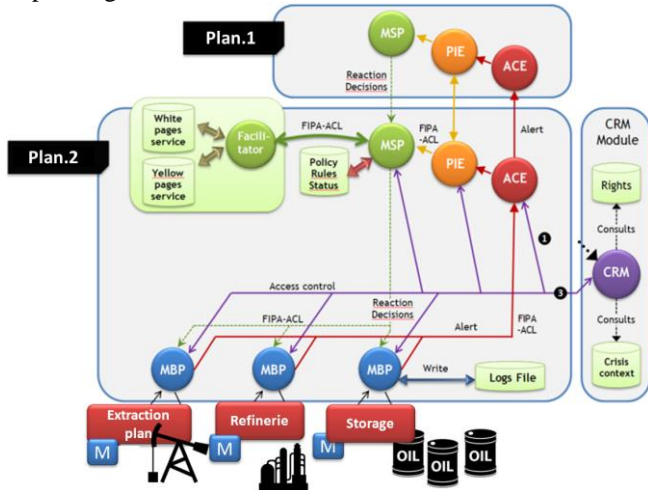 Plan.1
MSP
PIE
ACE
Reaction
Decisions
White
pages
service
Facili-
tator
FIPA-ACL
MSP
FIPA
-ACL
PIE
Alert
CRM
Module
Plan.2
Yellow
pages
service
Policy
Rules
Status
ACE
Rights
Consults
1
CRM
3
Access control
Reaction
Decisions
FIPA-ACL
Alert
FIPA
-ACL
Consults
MBP
MBP
MBP
Write
Logs File
Crisis
context
Extraction
plan
Refinerie
Storage
M
M
M
OIL
OIL
OIL